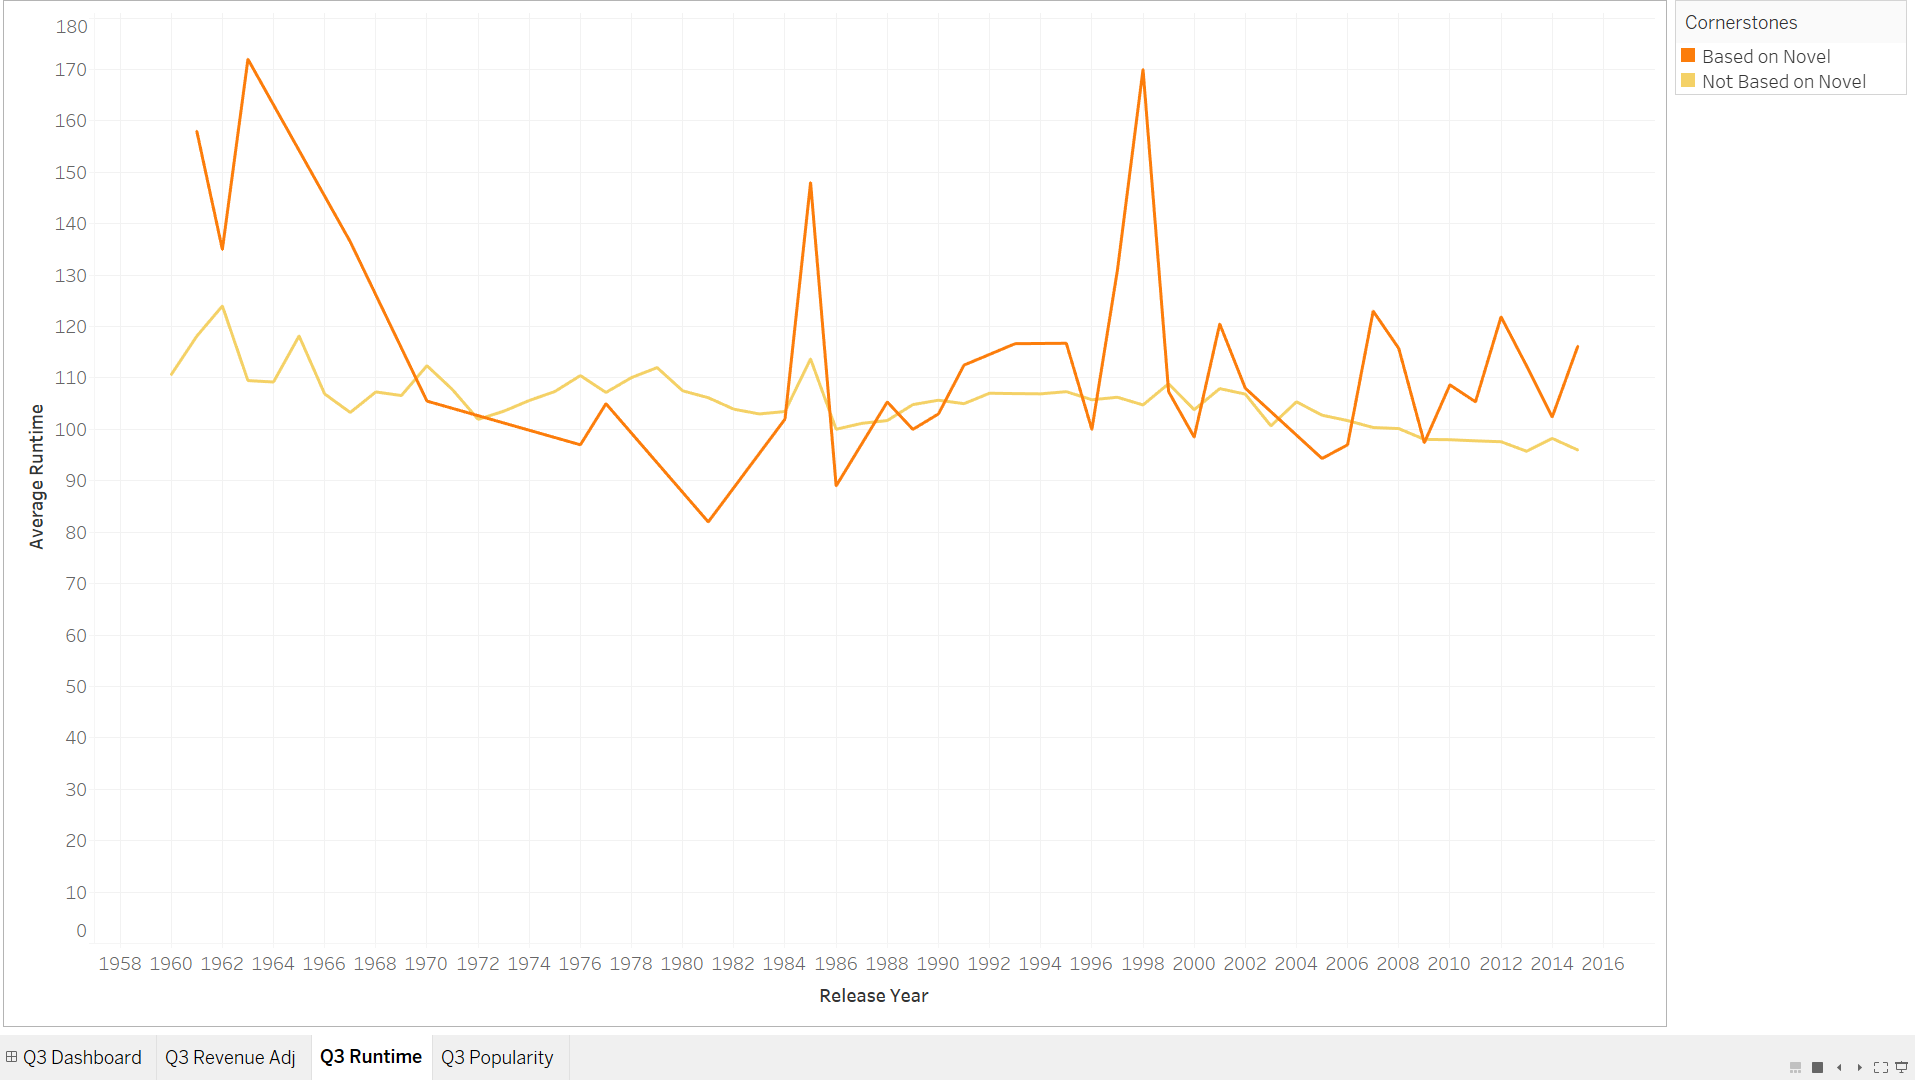 Cornerstones
Based on Novel
Not Based on Novel
180
170
160
150
140
130
120
110
100
90
80
70
60
50
40
30
20
10
0
Average Runtime
1958 1960 1962 1964 1966 1968 1970 1972 1974 1976 1978 1980 1982 1984 1986 1988 1990 1992 1994 1996 1998 2000 2002 2004 2006 2008 2010 2012 2014 2016
Release Year
Q3 Dashboard Q3 Revenue Adj Q3 Runtime Q3 Popularity